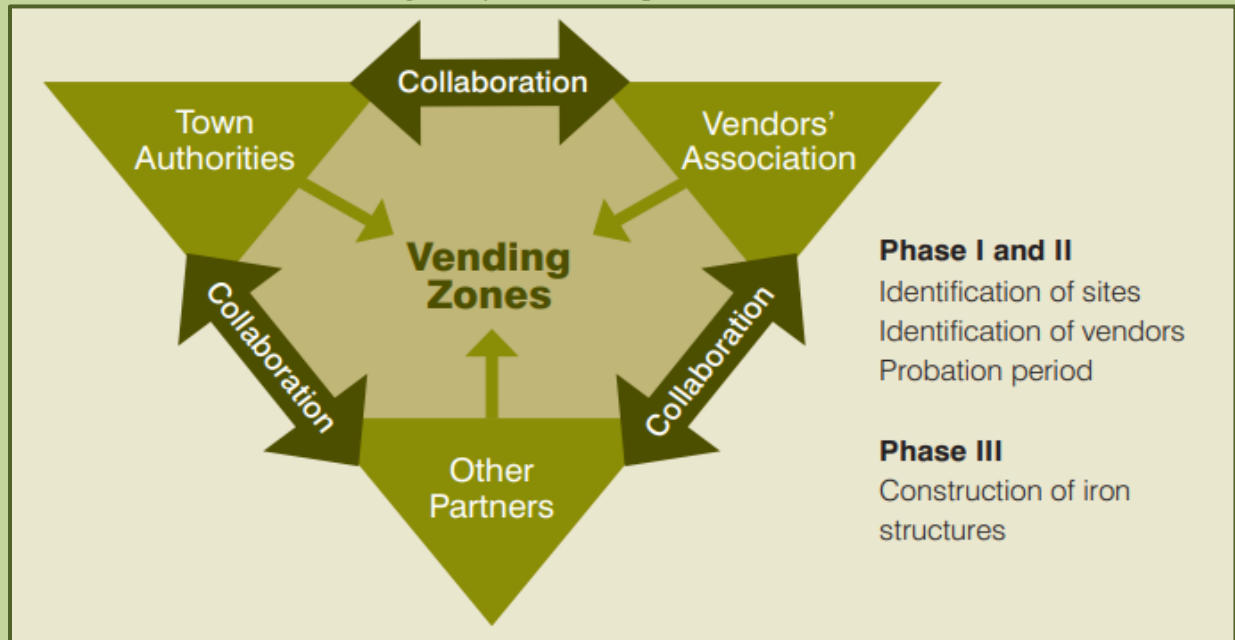 Collaboration
Town
Authorities
Vendors'
Association
Vending
Zones
Collaboration
Collaboration
Other
Partners
Phase I and II
Identification of sites
Identification of vendors
Probation period
Phase III
Construction of iron
structures